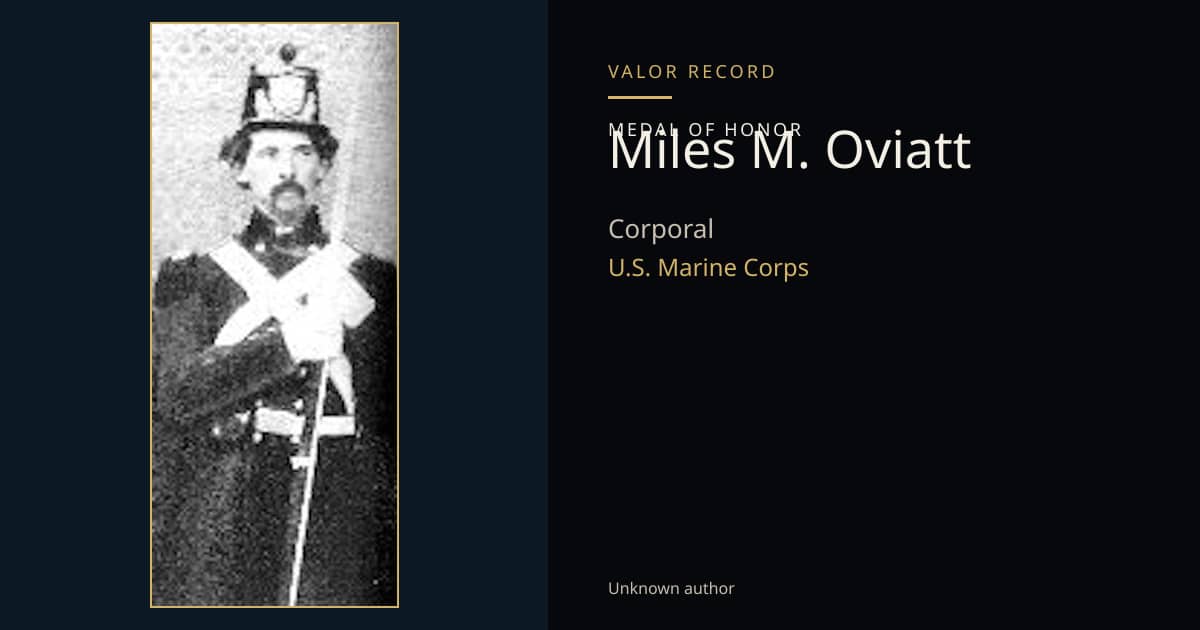 VALOR RECORD
MEDAL OF HONOR
Miles M. Oviatt
Corporal
U.S. Marine Corps
Unknown author